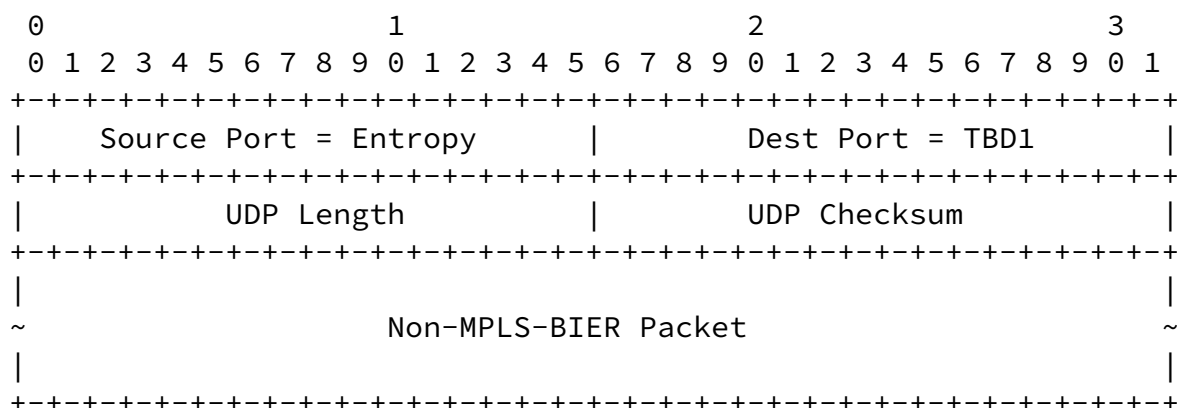 0                   1                   2                   3
 0 1 2 3 4 5 6 7 8 9 0 1 2 3 4 5 6 7 8 9 0 1 2 3 4 5 6 7 8 9 0 1
+-+-+-+-+-+-+-+-+-+-+-+-+-+-+-+-+-+-+-+-+-+-+-+-+-+-+-+-+-+-+-+-+
|    Source Port = Entropy      |        Dest Port = TBD1       |
+-+-+-+-+-+-+-+-+-+-+-+-+-+-+-+-+-+-+-+-+-+-+-+-+-+-+-+-+-+-+-+-+
|           UDP Length          |        UDP Checksum           |
+-+-+-+-+-+-+-+-+-+-+-+-+-+-+-+-+-+-+-+-+-+-+-+-+-+-+-+-+-+-+-+-+
|                                                               |
~                    Non-MPLS-BIER Packet                       ~
|                                                               |
+-+-+-+-+-+-+-+-+-+-+-+-+-+-+-+-+-+-+-+-+-+-+-+-+-+-+-+-+-+-+-+-+